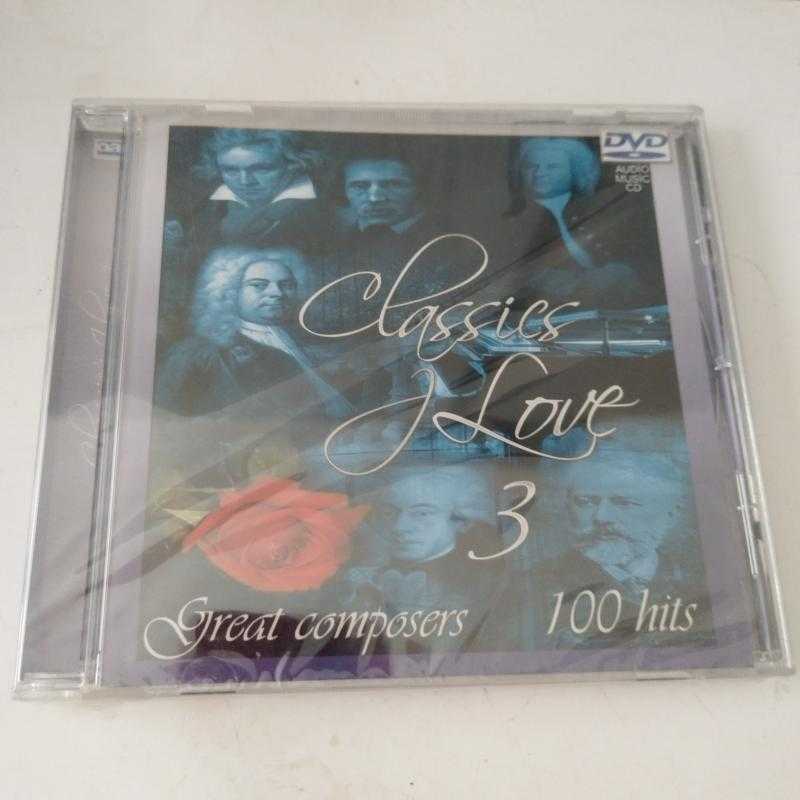 DVD
AUDIO
MUSIC
CD
Classics
I Love
3
Great composers
100 hits